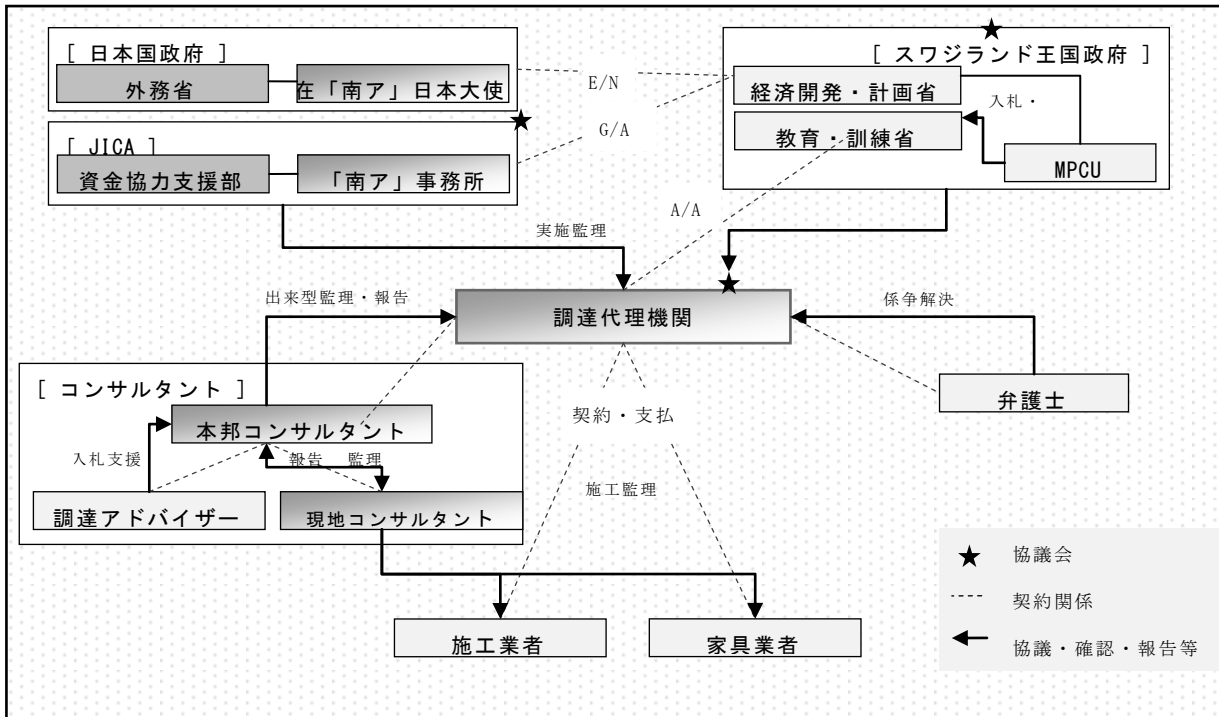 [ 日本国政府 ]
外務省
在「南ア」日本大使
[ JICA ]
資金協力支援部
「南ア」事務所
E/N
G/A
[ スワジランド王国政府 ]
経済開発・計画省
入札・
教育・訓練省
MPCU
A/A
実施監理
出来型監理・報告
調達代理機関
係争解決
弁護士
[ コンサルタント ]
本邦コンサルタント
入札支援
報告 監理
調達アドバイザー
現地コンサルタント
契約・支払
施工監理
施工業者
家具業者
協議会
契約関係
協議・確認・報告等